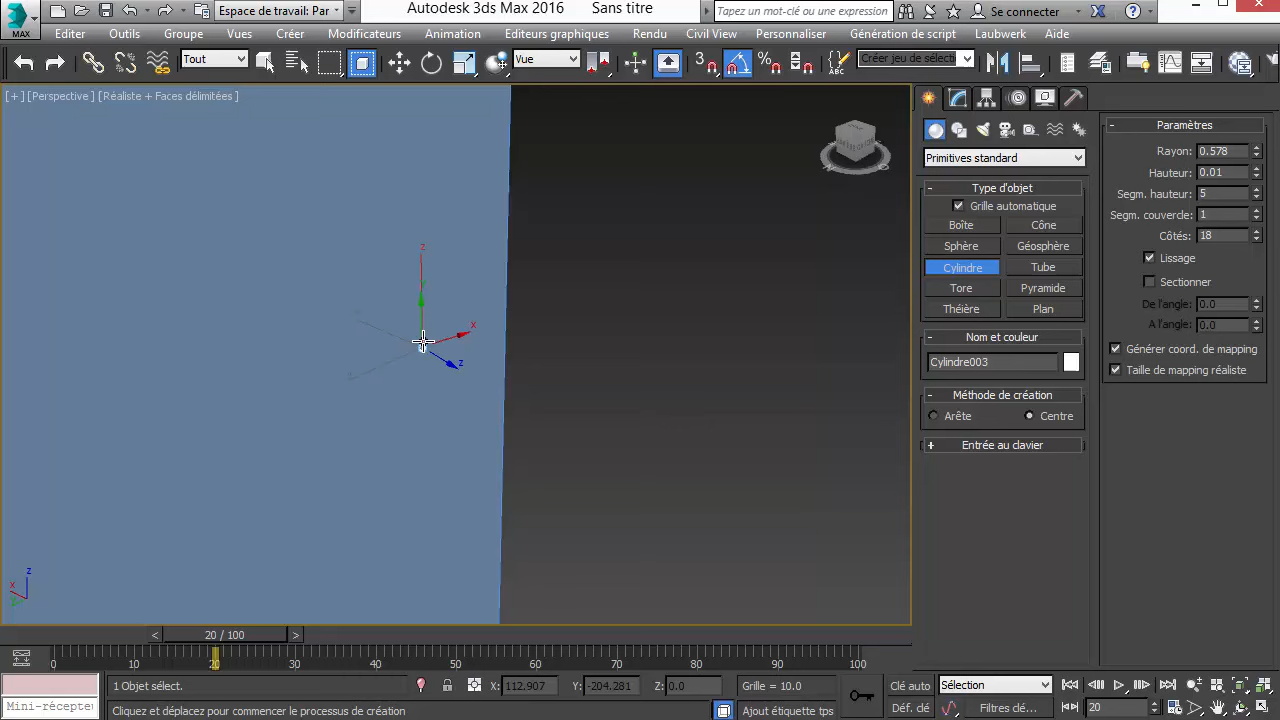 Espace de travail: Par
Autodesk 3ds Max 2016
Sans titre
Tapez un mot-clé ou une expression
Se connecter
MAX
Editer
Outils
Groupe
Vues
Créer
Modificateurs
Animation
Editeurs graphiques
Rendu
Civil View
Personnaliser
Génération de script
Laubwerk
Aide
Tout
Vue
3
Créer jeu de sélect
[+] [Perspective ] [Réaliste + Faces délimitées ]
Primitives standard
Type d'objet
Grille automatique
Boîte
Cône
Sphère
Géosphère
Cylindre
Tube
Tore
Pyramide
Théière
Plan
Nom et couleur
Cylindre003
Méthode de création
Arête
Centre
Entrée au clavier
Paramètres
Rayon: 0.578
Hauteur: 0.01
Segm. hauteur: 5
Segm. couvercle: 1
Côtés: 18
Lissage
Sectionner
De l'angle: 0.0
A l'angle: 0.0
Générer coord. de mapping
Taille de mapping réaliste
z
x
z
z
x
20 / 100
0 10 20 30 40 50 60 70 80 90 100
1 Objet sélect.
X: 112.907
Y: -204.281
Z: 0.0
Grille = 10.0
Clé auto
Sélection
Mini-récepte
Cliquez et déplacez pour commencer le processus de création
Ajout étiquette tps
Déf. clé
Filtres clé...
20